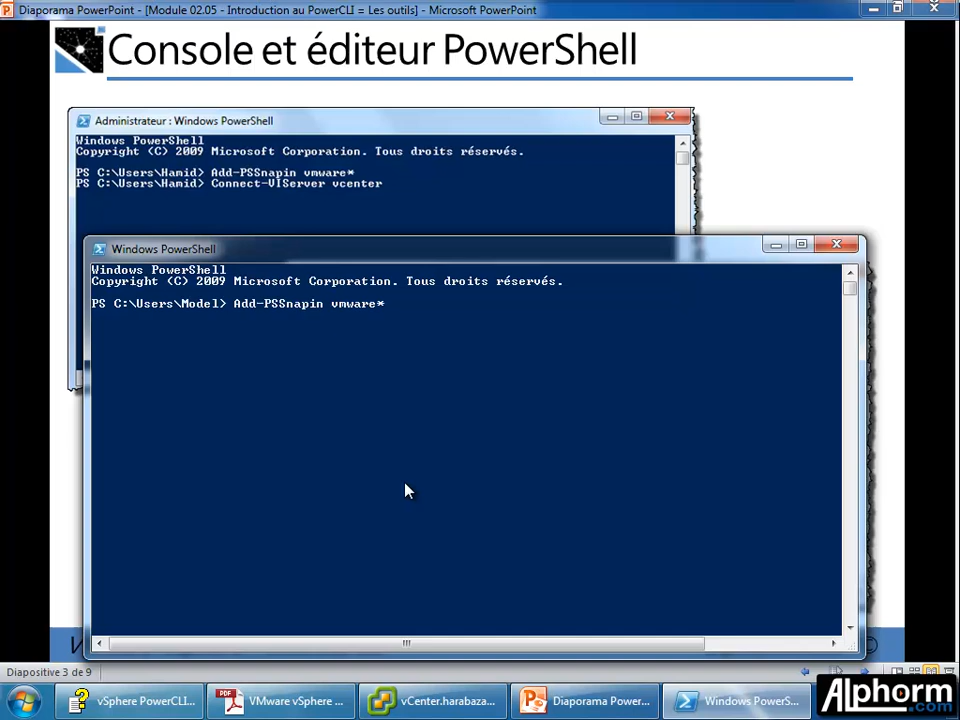 Diaporama PowerPoint - [Module 02.05 - Introduction au PowerCLI = Les outils] - Microsoft PowerPoint
Console et éditeur PowerShell
Administrateur : Windows PowerShell
Windows PowerShell
Copyright (C) 2009 Microsoft Corporation. Tous droits réservés.
PS C:\Users\Hamid> Add-PSSnapin vmware*
PS C:\Users\Hamid> Connect-VIServer vcenter
Windows PowerShell
Windows PowerShell
Copyright (C) 2009 Microsoft Corporation. Tous droits réservés.
PS C:\Users\Model> Add-PSSnapin vmware*
Diapositive 3 de 9
vSphere PowerCLI...
VMware vSphere ...
vCenter.harabaza...
Diaporama Power...
Windows PowerS...
Alphorm
.com